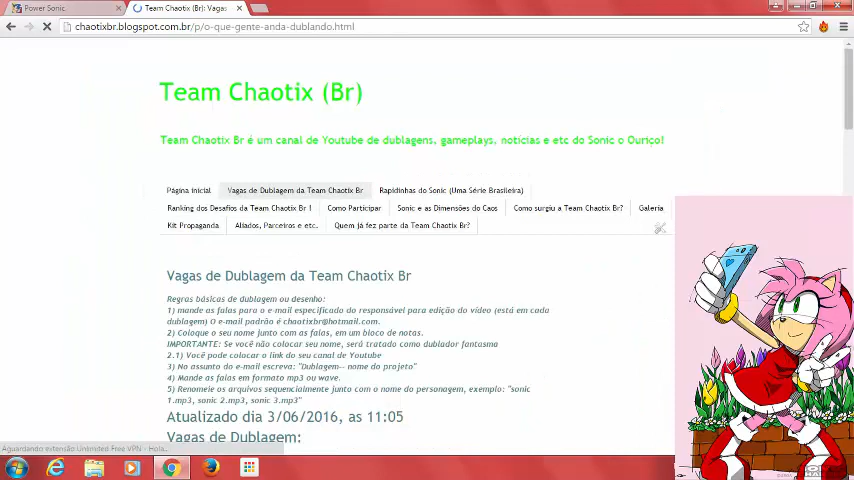 Power Sonic
Team Chaotix (Br): Vagas
chaotixbr.blogspot.com.br/p/o-que-gente-anda-dublando.html
Team Chaotix (Br)
Team Chaotix Br é um canal de Youtube de dublagens, gameplays, notícias e etc do Sonic o Ouriço!
Página inicial Vagas de Dublagem da Team Chaotix Br Rapidinhas do Sonic (Uma Série Brasileira)
Ranking dos Desafios da Team Chaotix Br ! Como Participar Sonic e as Dimensões do Caos Como surgiu a Team Chaotix Br? Galeria
Kit Propaganda Aliados, Parceiros e etc. Quem já fez parte da Team Chaotix Br?
Vagas de Dublagem da Team Chaotix Br
Regras básicas de dublagem ou desenho:
1) mande as falas para o e-mail especificado do responsável para edição do vídeo (está em cada
dublagem) O e-mail padrão é chaotixbr@hotmail.com.
2) Coloque o seu nome junto com as falas, em um bloco de notas.
IMPORTANTE: Se você não colocar seu nome, será tratado como dublador fantasma
2.1) Você pode colocar o link do seu canal de Youtube
3) No assunto do e-mail escreva: "Dublagem-- nome do projeto"
4) Mande as falas em formato mp3 ou wave.
5) Renomeie os arquivos sequencialmente junto com o nome do personagem, exemplo: "sonic
1.mp3, sonic 2.mp3, sonic 3.mp3"
Atualizado dia 3/06/2016, as 11:05
Vagas de Dublagem:
Aguardando extensão Unlimited Free VPN - Hola...